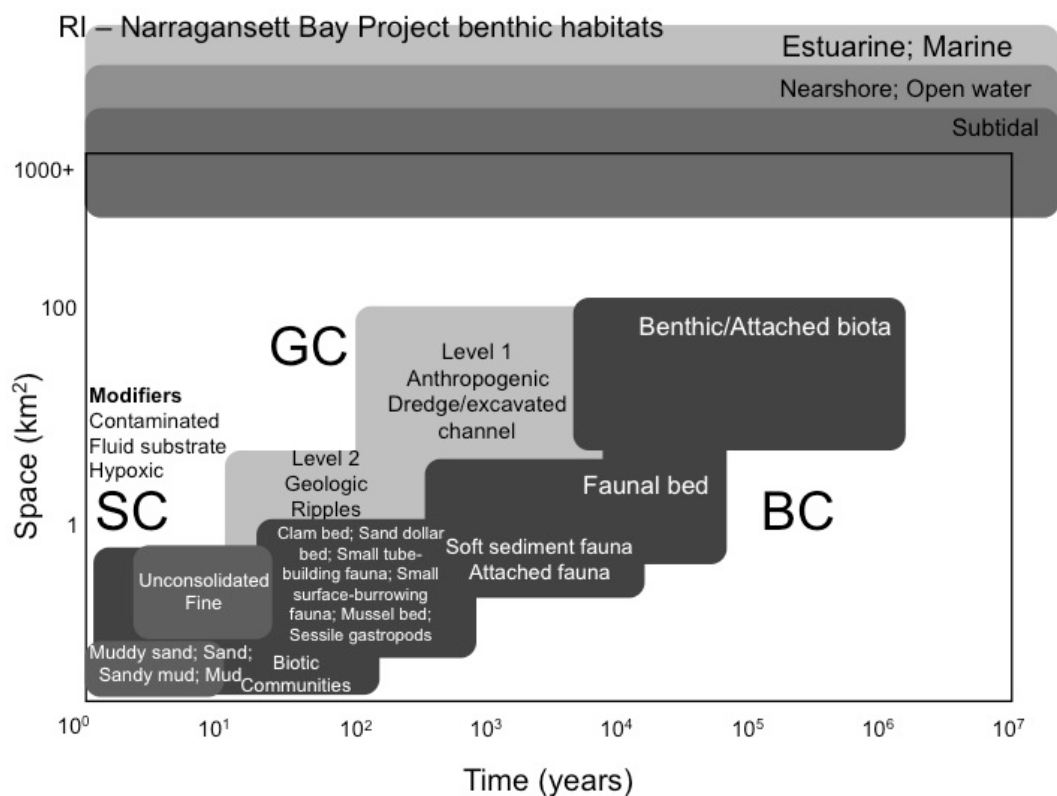 RI – Narragansett Bay Project benthic habitats
Estuarine; Marine
Nearshore; Open water
Subtidal
1000+
100
GC
Benthic/Attached biota
Level 1
Anthropogenic
Dredge/excavated
channel
Modifiers
Contaminated
Fluid substrate
Hypoxic
Space (km²)
Level 2
Geologic
Ripples
Faunal bed
SC
BC
1
Clam bed; Sand dollar
bed; Small tube-
building fauna; Small
surface-burrowing
fauna; Mussel bed;
Sessile gastropods
Soft sediment fauna
Attached fauna
Unconsolidated
Fine
Muddy sand; Sand;
Sandy mud; Mud
Biotic
Communities
10⁰ 10¹ 10² 10³ 10⁴ 10⁵ 10⁶ 10⁷
Time (years)